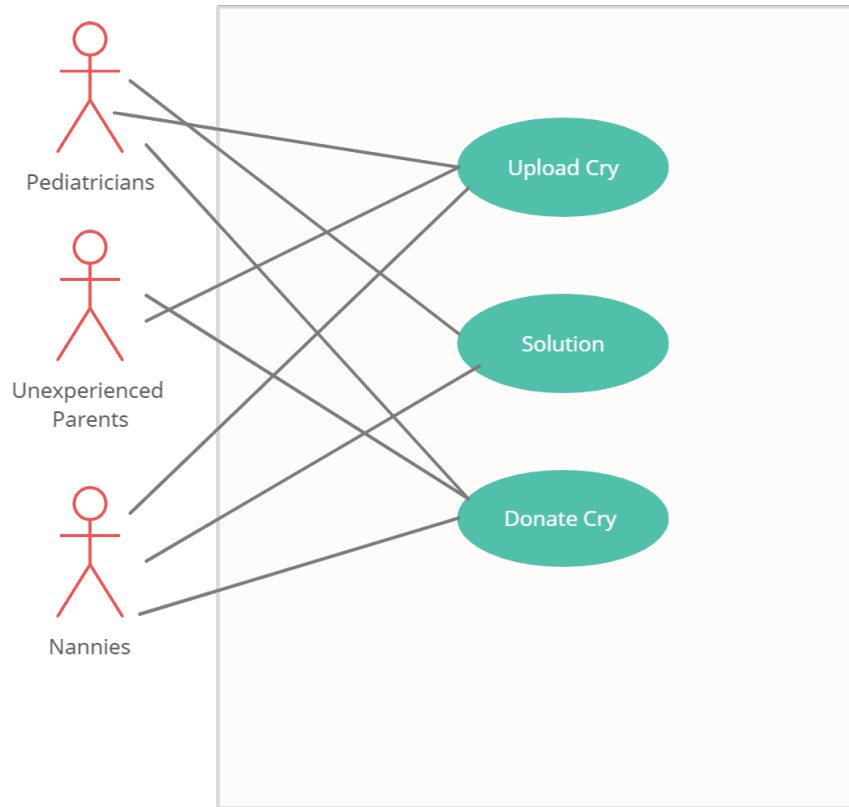 Pediatricians
Upload Cry
Unexperienced
Parents
Solution
Donate Cry
Nannies